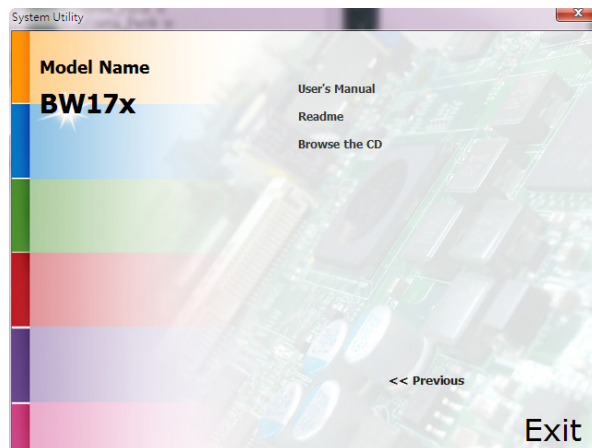 System Utility
Model Name
BW17x
User's Manual
Readme
Browse the CD
<< Previous
Exit